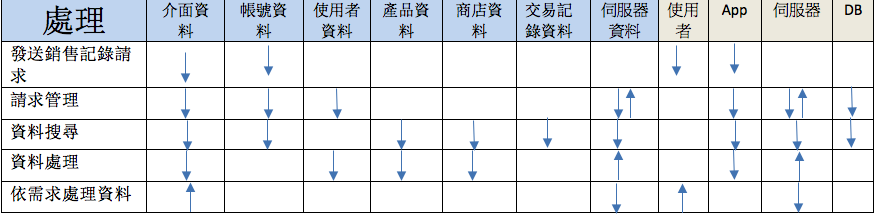 處理 介面資料 帳號資料 使用者資料 產品資料 商店資料 交易記錄資料 伺服器資料 使用者 App 伺服器 DB
發送銷售記錄請求
請求管理
資料搜尋
資料處理
依需求處理資料